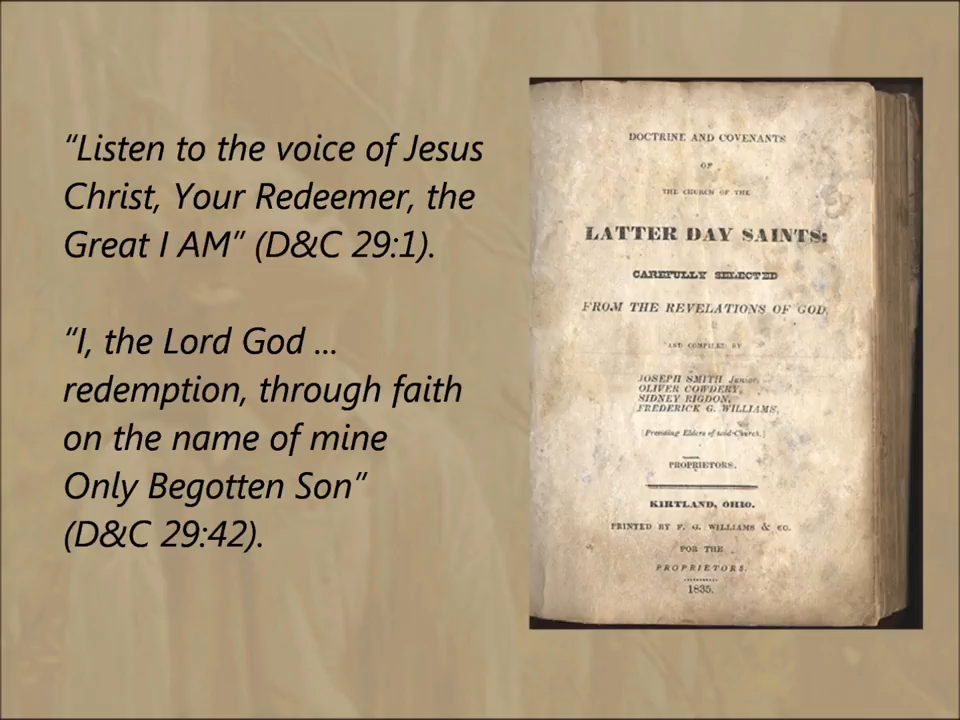 “Listen to the voice of Jesus
Christ, Your Redeemer, the
Great I AM” (D&C 29:1).
“I, the Lord God ...
redemption, through faith
on the name of mine
Only Begotten Son”
(D&C 29:42).
DOCTRINE AND COVENANTS
OF
THE CHURCH OF THE
LATTER DAY SAINTS:
CAREFULLY SELECTED
FROM THE REVELATIONS OF GOD,
AND COMPILED BY
JOSEPH SMITH Junior,
OLIVER COWDERY,
SIDNEY RIGDON,
FREDERICK G. WILLIAMS,
[Presiding Elders of said Church.]
PROPRIETORS.
KIRTLAND, OHIO.
PRINTED BY F. G. WILLIAMS & CO.
FOR THE
PROPRIETORS.
1835.